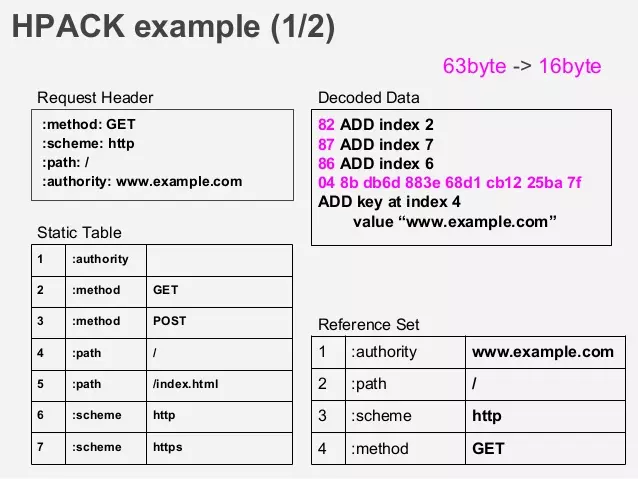 HPACK example (1/2)
63byte -> 16byte
Request Header
:method: GET
:scheme: http
:path: /
:authority: www.example.com
Decoded Data
82 ADD index 2
87 ADD index 7
86 ADD index 6
04 8b db6d 883e 68d1 cb12 25ba 7f
ADD key at index 4
value “www.example.com”
Static Table
1 :authority
2 :method GET
3 :method POST
4 :path /
5 :path /index.html
6 :scheme http
7 :scheme https
Reference Set
1 :authority www.example.com
2 :path /
3 :scheme http
4 :method GET